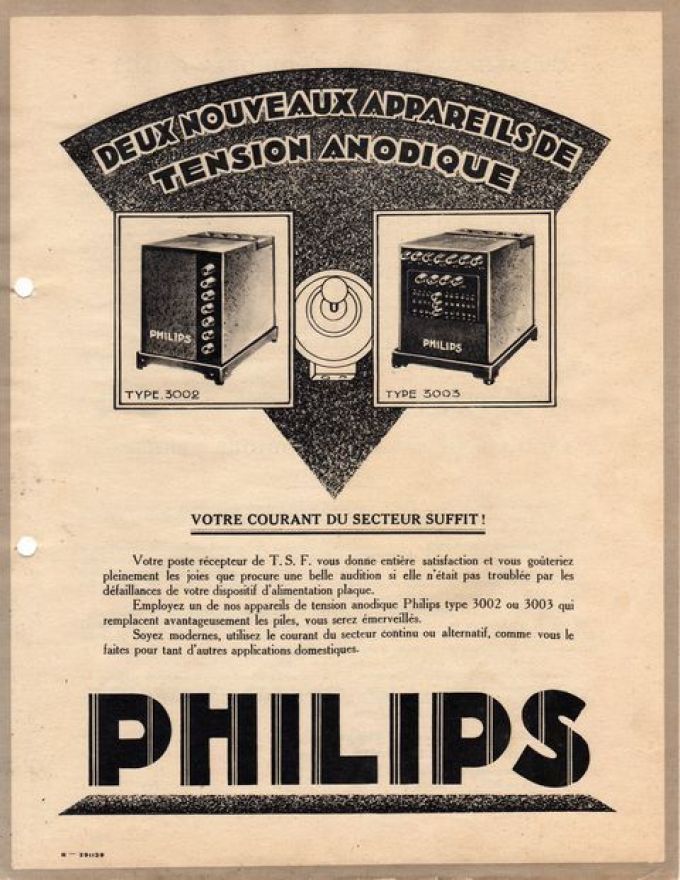 DEUX NOUVEAUX APPAREILS DE
TENSION ANODIQUE
PHILIPS
TYPE.3002
PHILIPS
TYPE 3003
VOTRE COURANT DU SECTEUR SUFFIT !
Votre poste récepteur de T. S. F. vous donne entière satisfaction et vous goûteriez
pleinement les joies que procure une belle audition si elle n'était pas troublée par les
défaillances de votre dispositif d'alimentation plaque.
Employez un de nos appareils de tension anodique Philips type 3002 ou 3003 qui
remplacent avantageusement les piles, vous serez émerveillés.
Soyez modernes, utilisez le courant du secteur continu ou alternatif, comme vous le
faites pour tant d'autres applications domestiques.
PHILIPS